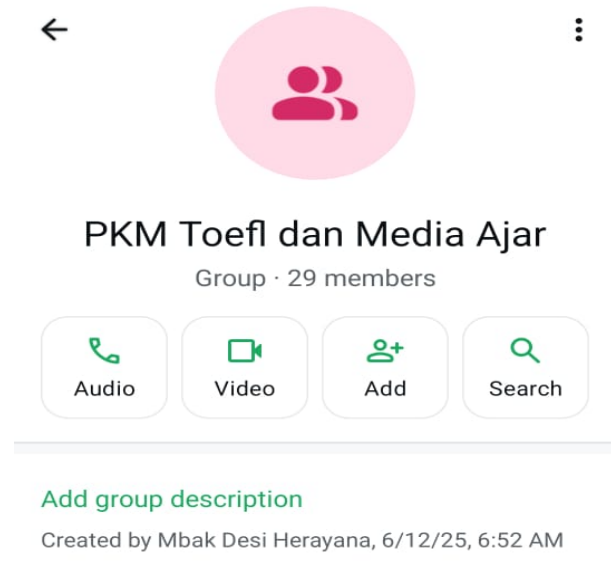 PKM Toefl dan Media Ajar
Group · 29 members
Audio Video Add Search
Add group description
Created by Mbak Desi Herayana, 6/12/25, 6:52 AM